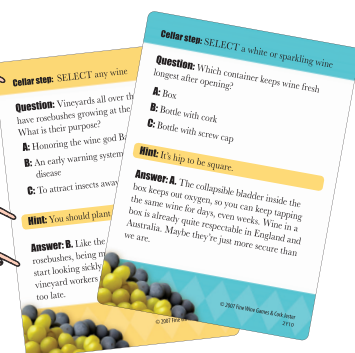 Cellar step: SELECT any wine
Question: Vineyards all over th
have rosebushes growing at the
What is their purpose?
A: Honoring the wine god B
B: An early warning system
disease
C: To attract insects away
Hint: You should plant
Answer: B. Like the
rosebushes, being m
start looking sickly
vineyard workers
too late.
© 2007 Fine Wine
Cellar step: SELECT a white or sparkling wine
Question: Which container keeps wine fresh
longest after opening?
A: Box
B: Bottle with cork
C: Bottle with screw cap
Hint: It's hip to be square.
Answer: A. The collapsible bladder inside the
box keeps out oxygen, so you can keep tapping
the same wine for days, even weeks. Wine in a
box is already quite respectable in England and
Australia. Maybe they're just more secure than
we are.
© 2007 Fine Wine Games & Cork Jester
2110